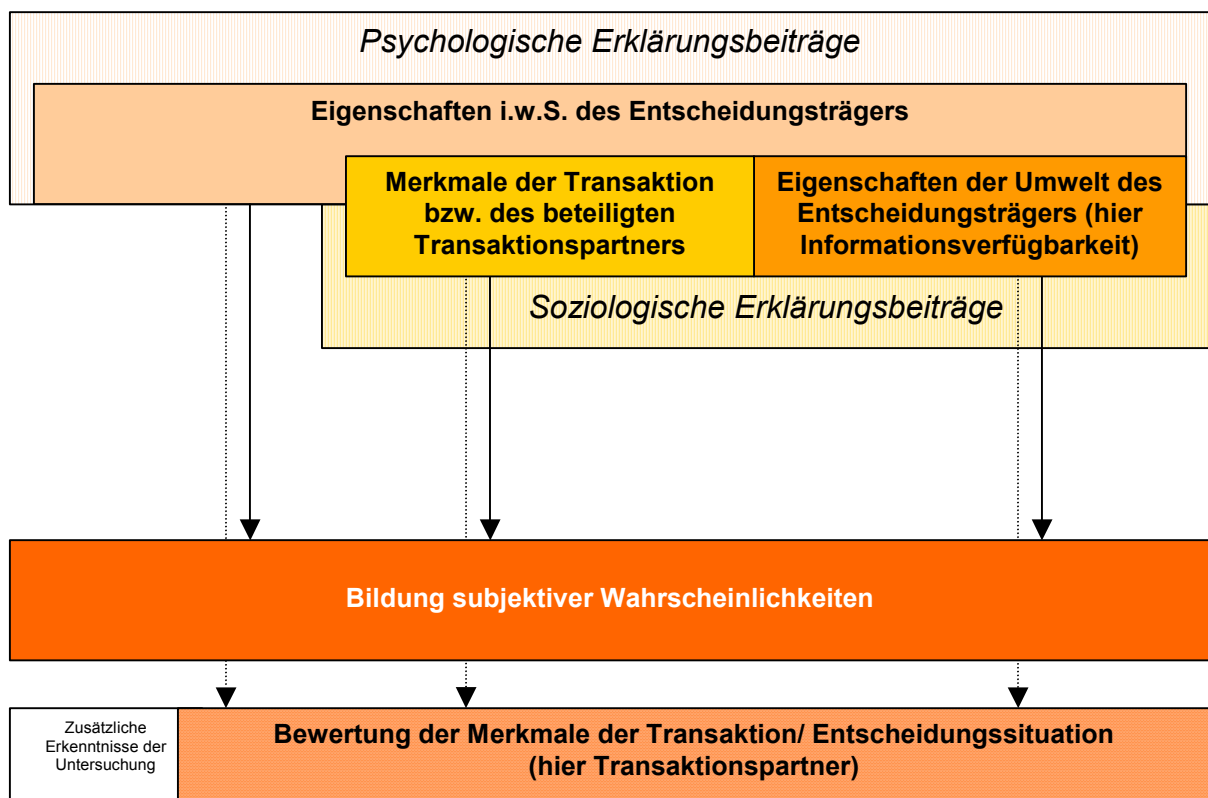 Psychologische Erklärungsbeiträge
Eigenschaften i.w.S. des Entscheidungsträgers
Merkmale der Transaktion
bzw. des beteiligten
Transaktionspartners
Eigenschaften der Umwelt des
Entscheidungsträgers (hier
Informationsverfügbarkeit)
Soziologische Erklärungsbeiträge
Bildung subjektiver Wahrscheinlichkeiten
Zusätzliche
Erkenntnisse der
Untersuchung
Bewertung der Merkmale der Transaktion/ Entscheidungssituation
(hier Transaktionspartner)